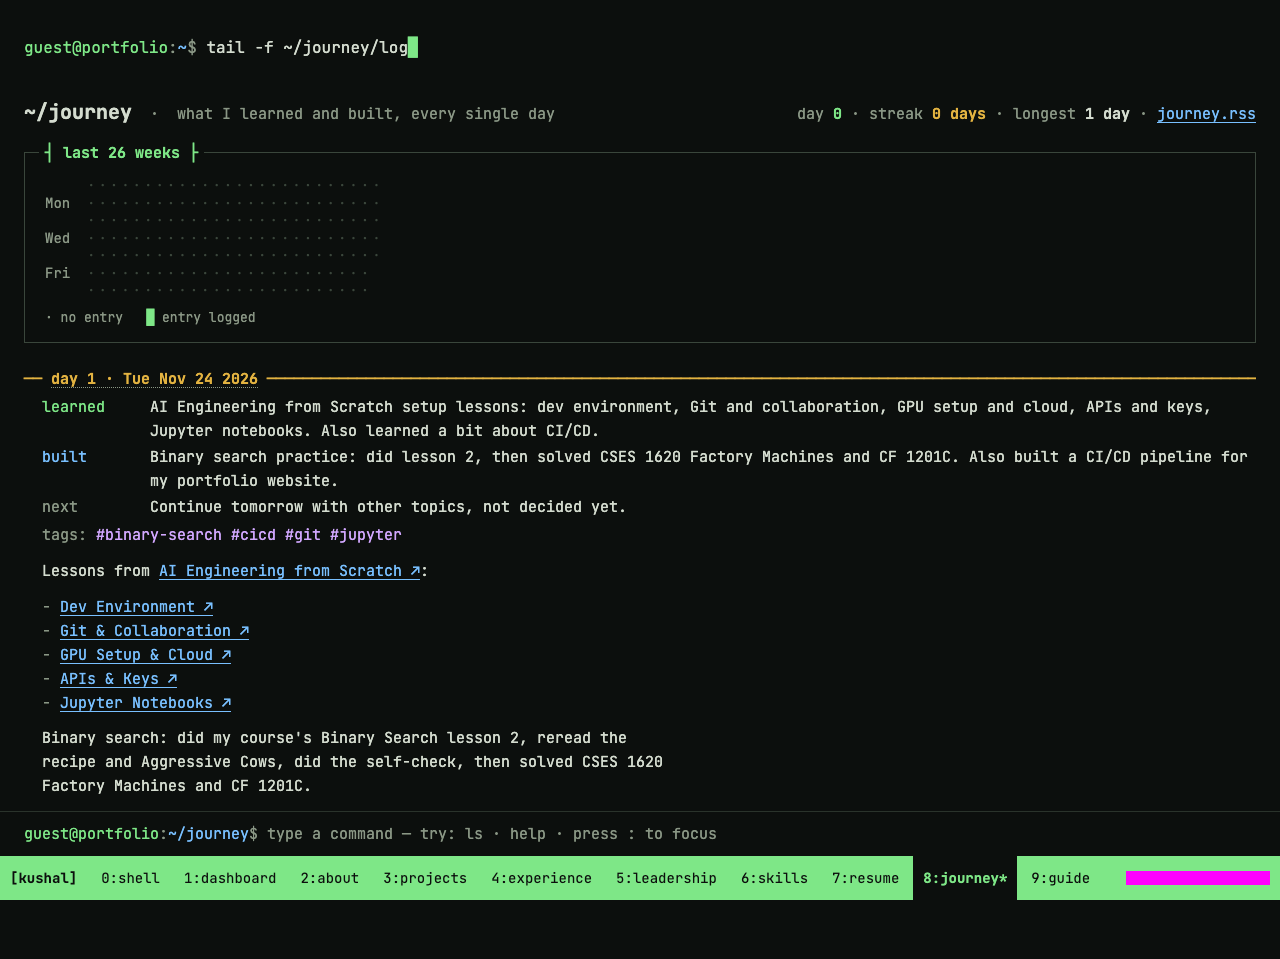 guest@portfolio:~$ tail -f ~/journey/log
~/journey · what I learned and built, every single day
day 0 · streak 0 days · longest 1 day · journey.rss
last 26 weeks
Mon
Wed
Fri
· no entry █ entry logged
day 1 · Tue Nov 24 2026
learned AI Engineering from Scratch setup lessons: dev environment, Git and collaboration, GPU setup and cloud, APIs and keys,
Jupyter notebooks. Also learned a bit about CI/CD.
built Binary search practice: did lesson 2, then solved CSES 1620 Factory Machines and CF 1201C. Also built a CI/CD pipeline for
my portfolio website.
next Continue tomorrow with other topics, not decided yet.
tags: #binary-search #cicd #git #jupyter
Lessons from AI Engineering from Scratch ↗:
- Dev Environment ↗
- Git & Collaboration ↗
- GPU Setup & Cloud ↗
- APIs & Keys ↗
- Jupyter Notebooks ↗
Binary search: did my course's Binary Search lesson 2, reread the
recipe and Aggressive Cows, did the self-check, then solved CSES 1620
Factory Machines and CF 1201C.
guest@portfolio:~/journey$ type a command — try: ls · help · press : to focus
[kushal] 0:shell 1:dashboard 2:about 3:projects 4:experience 5:leadership 6:skills 7:resume 8:journey* 9:guide